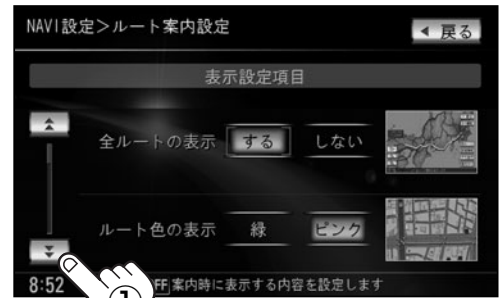 NAVI設定＞ルート案内設定
◀ 戻る
表示設定項目
全ルートの表示 する しない
ルート色の表示 緑 ピンク
8:52 FF 案内時に表示する内容を設定します
①